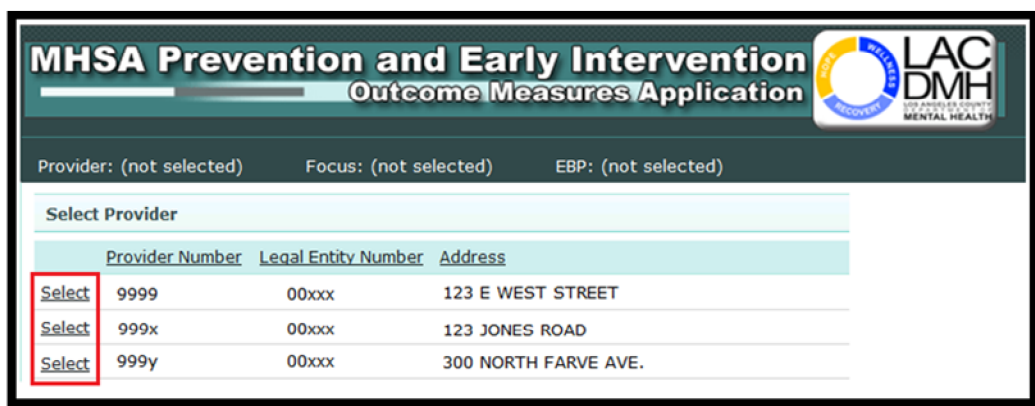 MHSA Prevention and Early Intervention
Outcome Measures Application
HOPE
WELLNESS
RECOVERY
LAC
DMH
LOS ANGELES COUNTY
DEPARTMENT OF
MENTAL HEALTH
Provider: (not selected) Focus: (not selected) EBP: (not selected)
Select Provider
Provider Number Legal Entity Number Address
Select 9999 00xxx 123 E WEST STREET
Select 999x 00xxx 123 JONES ROAD
Select 999y 00xxx 300 NORTH FARVE AVE.